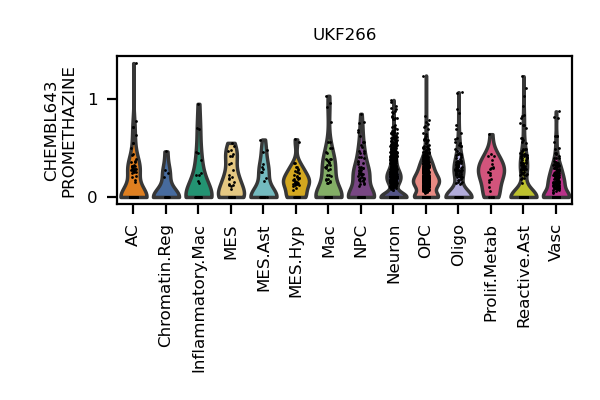 UKF266
CHEMBL643
PROMETHAZINE
1
0
AC
Chromatin.Reg
Inflammatory.Mac
MES
MES.Ast
MES.Hyp
Mac
NPC
Neuron
OPC
Oligo
Prolif.Metab
Reactive.Ast
Vasc